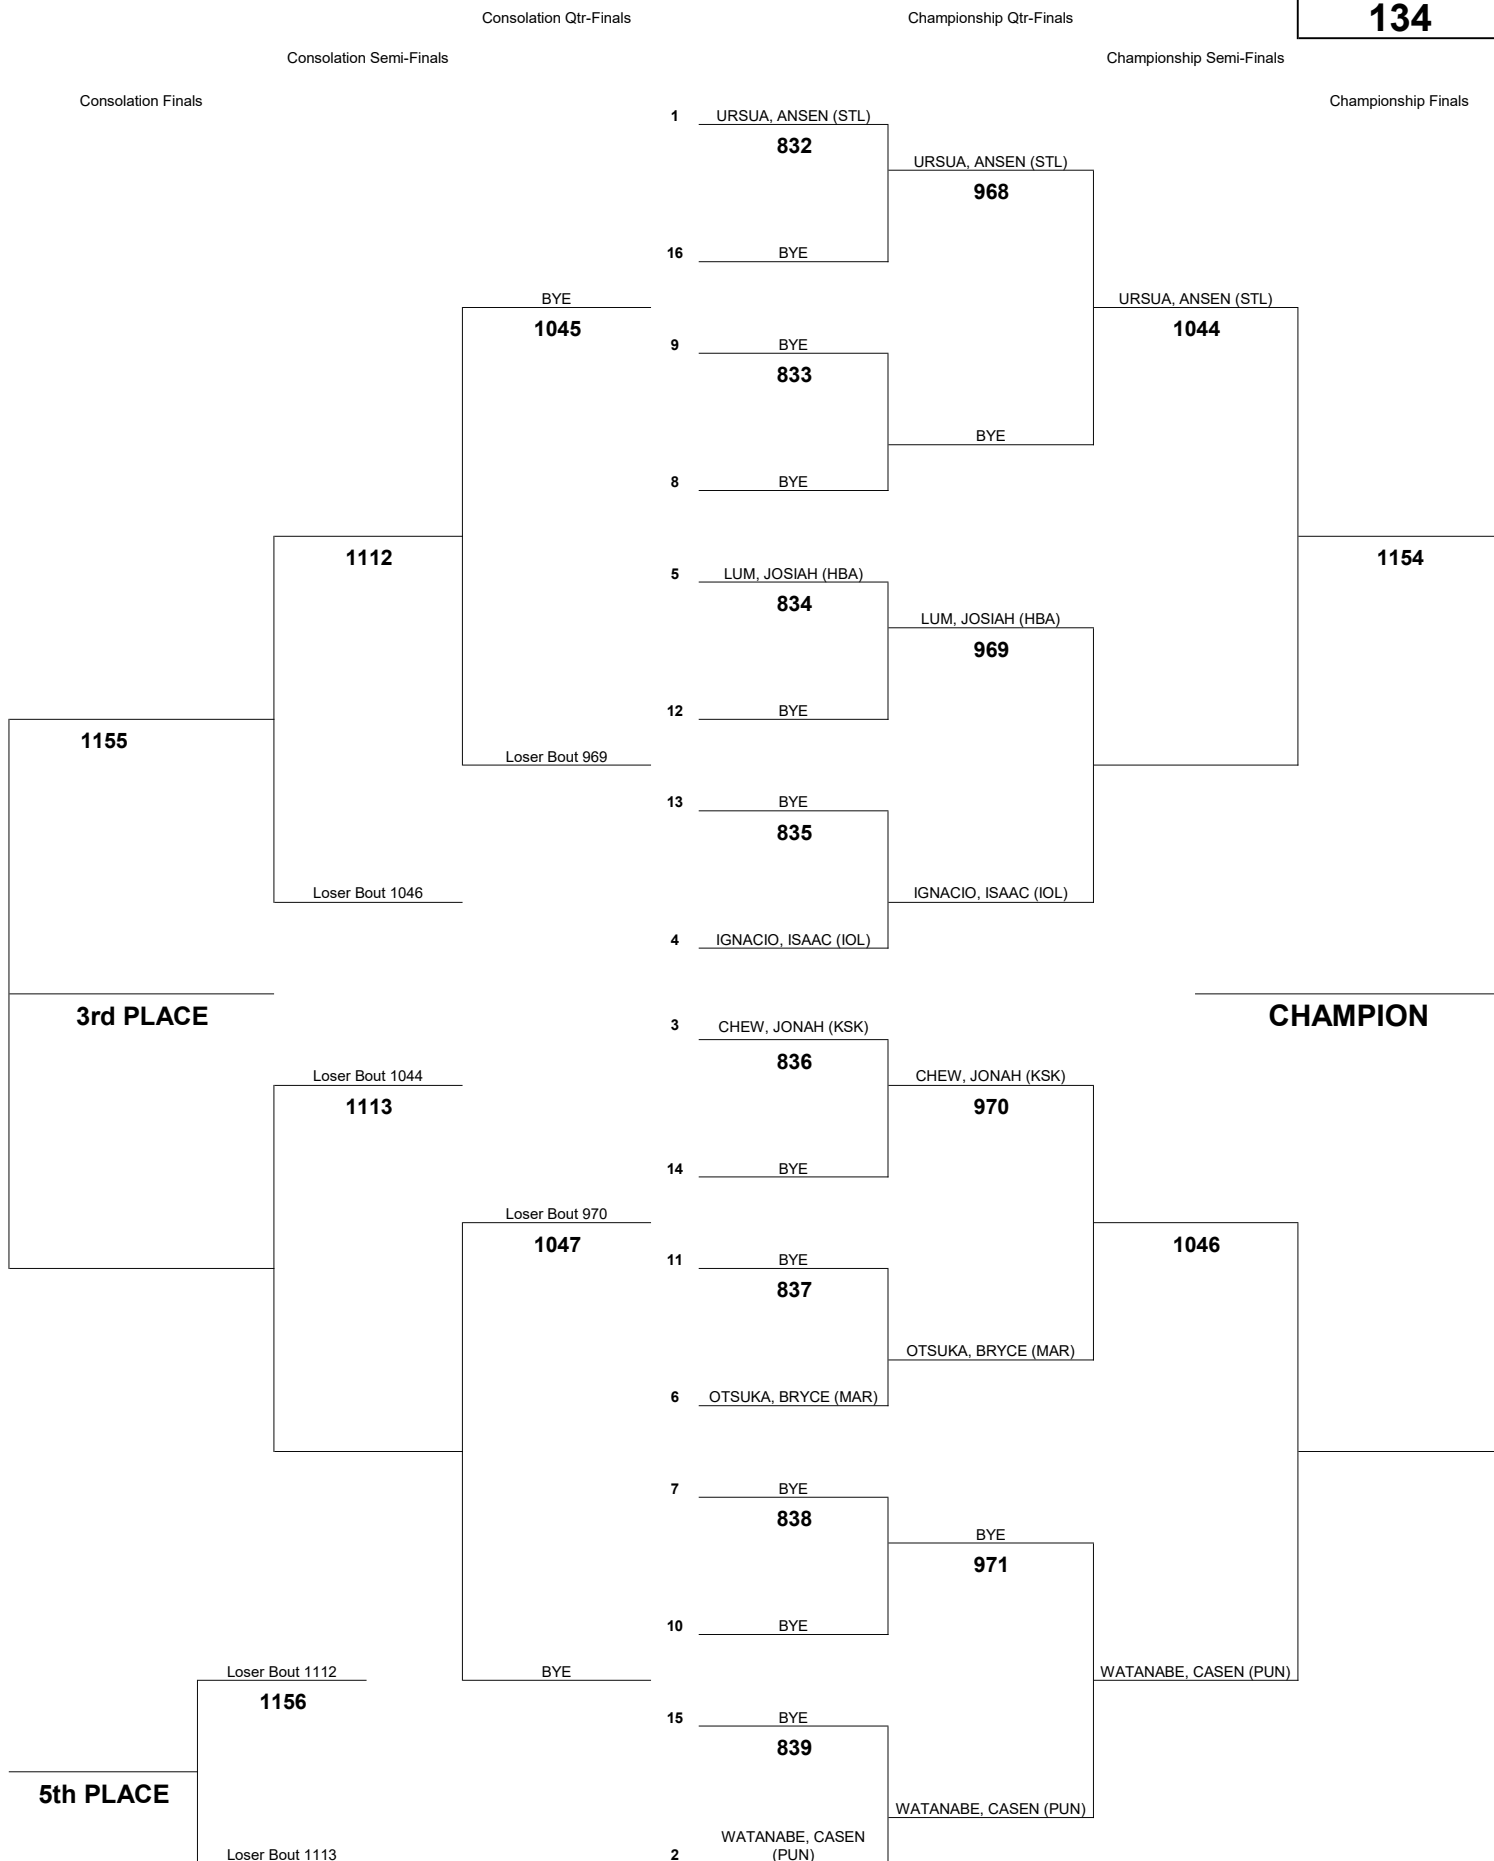 Consolation Qtr-Finals
Championship Qtr-Finals
134
Consolation Semi-Finals
Championship Semi-Finals
Consolation Finals
Championship Finals
1 URSUA, ANSEN (STL)
832
URSUA, ANSEN (STL)
968
16 BYE
BYE
URSUA, ANSEN (STL)
1045
1044
9 BYE
833
BYE
8 BYE
1112
1154
5 LUM, JOSIAH (HBA)
834
LUM, JOSIAH (HBA)
969
12 BYE
1155
Loser Bout 969
13 BYE
835
Loser Bout 1046
IGNACIO, ISAAC (IOL)
4 IGNACIO, ISAAC (IOL)
3rd PLACE
CHAMPION
3 CHEW, JONAH (KSK)
836
Loser Bout 1044
CHEW, JONAH (KSK)
1113
970
14 BYE
Loser Bout 970
1047
1046
11 BYE
837
OTSUKA, BRYCE (MAR)
6 OTSUKA, BRYCE (MAR)
7 BYE
838
BYE
971
10 BYE
Loser Bout 1112
BYE
WATANABE, CASEN (PUN)
1156
15 BYE
839
5th PLACE
WATANABE, CASEN (PUN)
WATANABE, CASEN
Loser Bout 1113
2 (PUN)